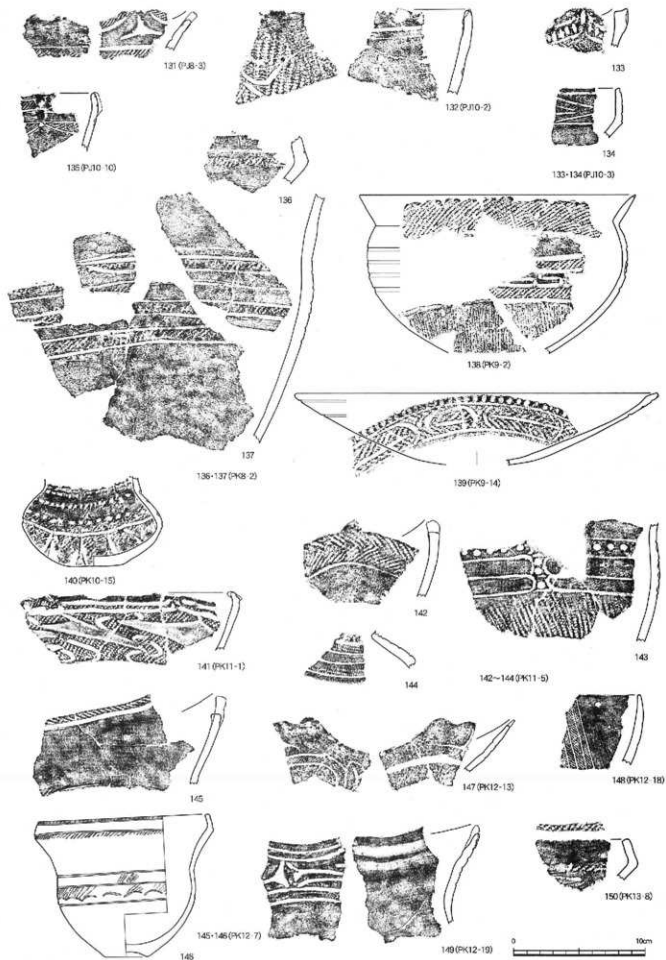 131 (PJ8-3)
132 (PJ10-2)
133
134
133・134 (PJ10-3)
135 (PJ10-10)
136
137
136・137 (PK8-2)
138 (PK9-2)
139 (PK9-14)
140 (PK10-15)
141 (PK11-1)
142
143
144
142～144 (PK11-5)
145
147 (PK12-13)
148 (PK12-18)
145・146 (PK12-7)
146
149 (PK12-19)
150 (PK13-8)
0 10cm